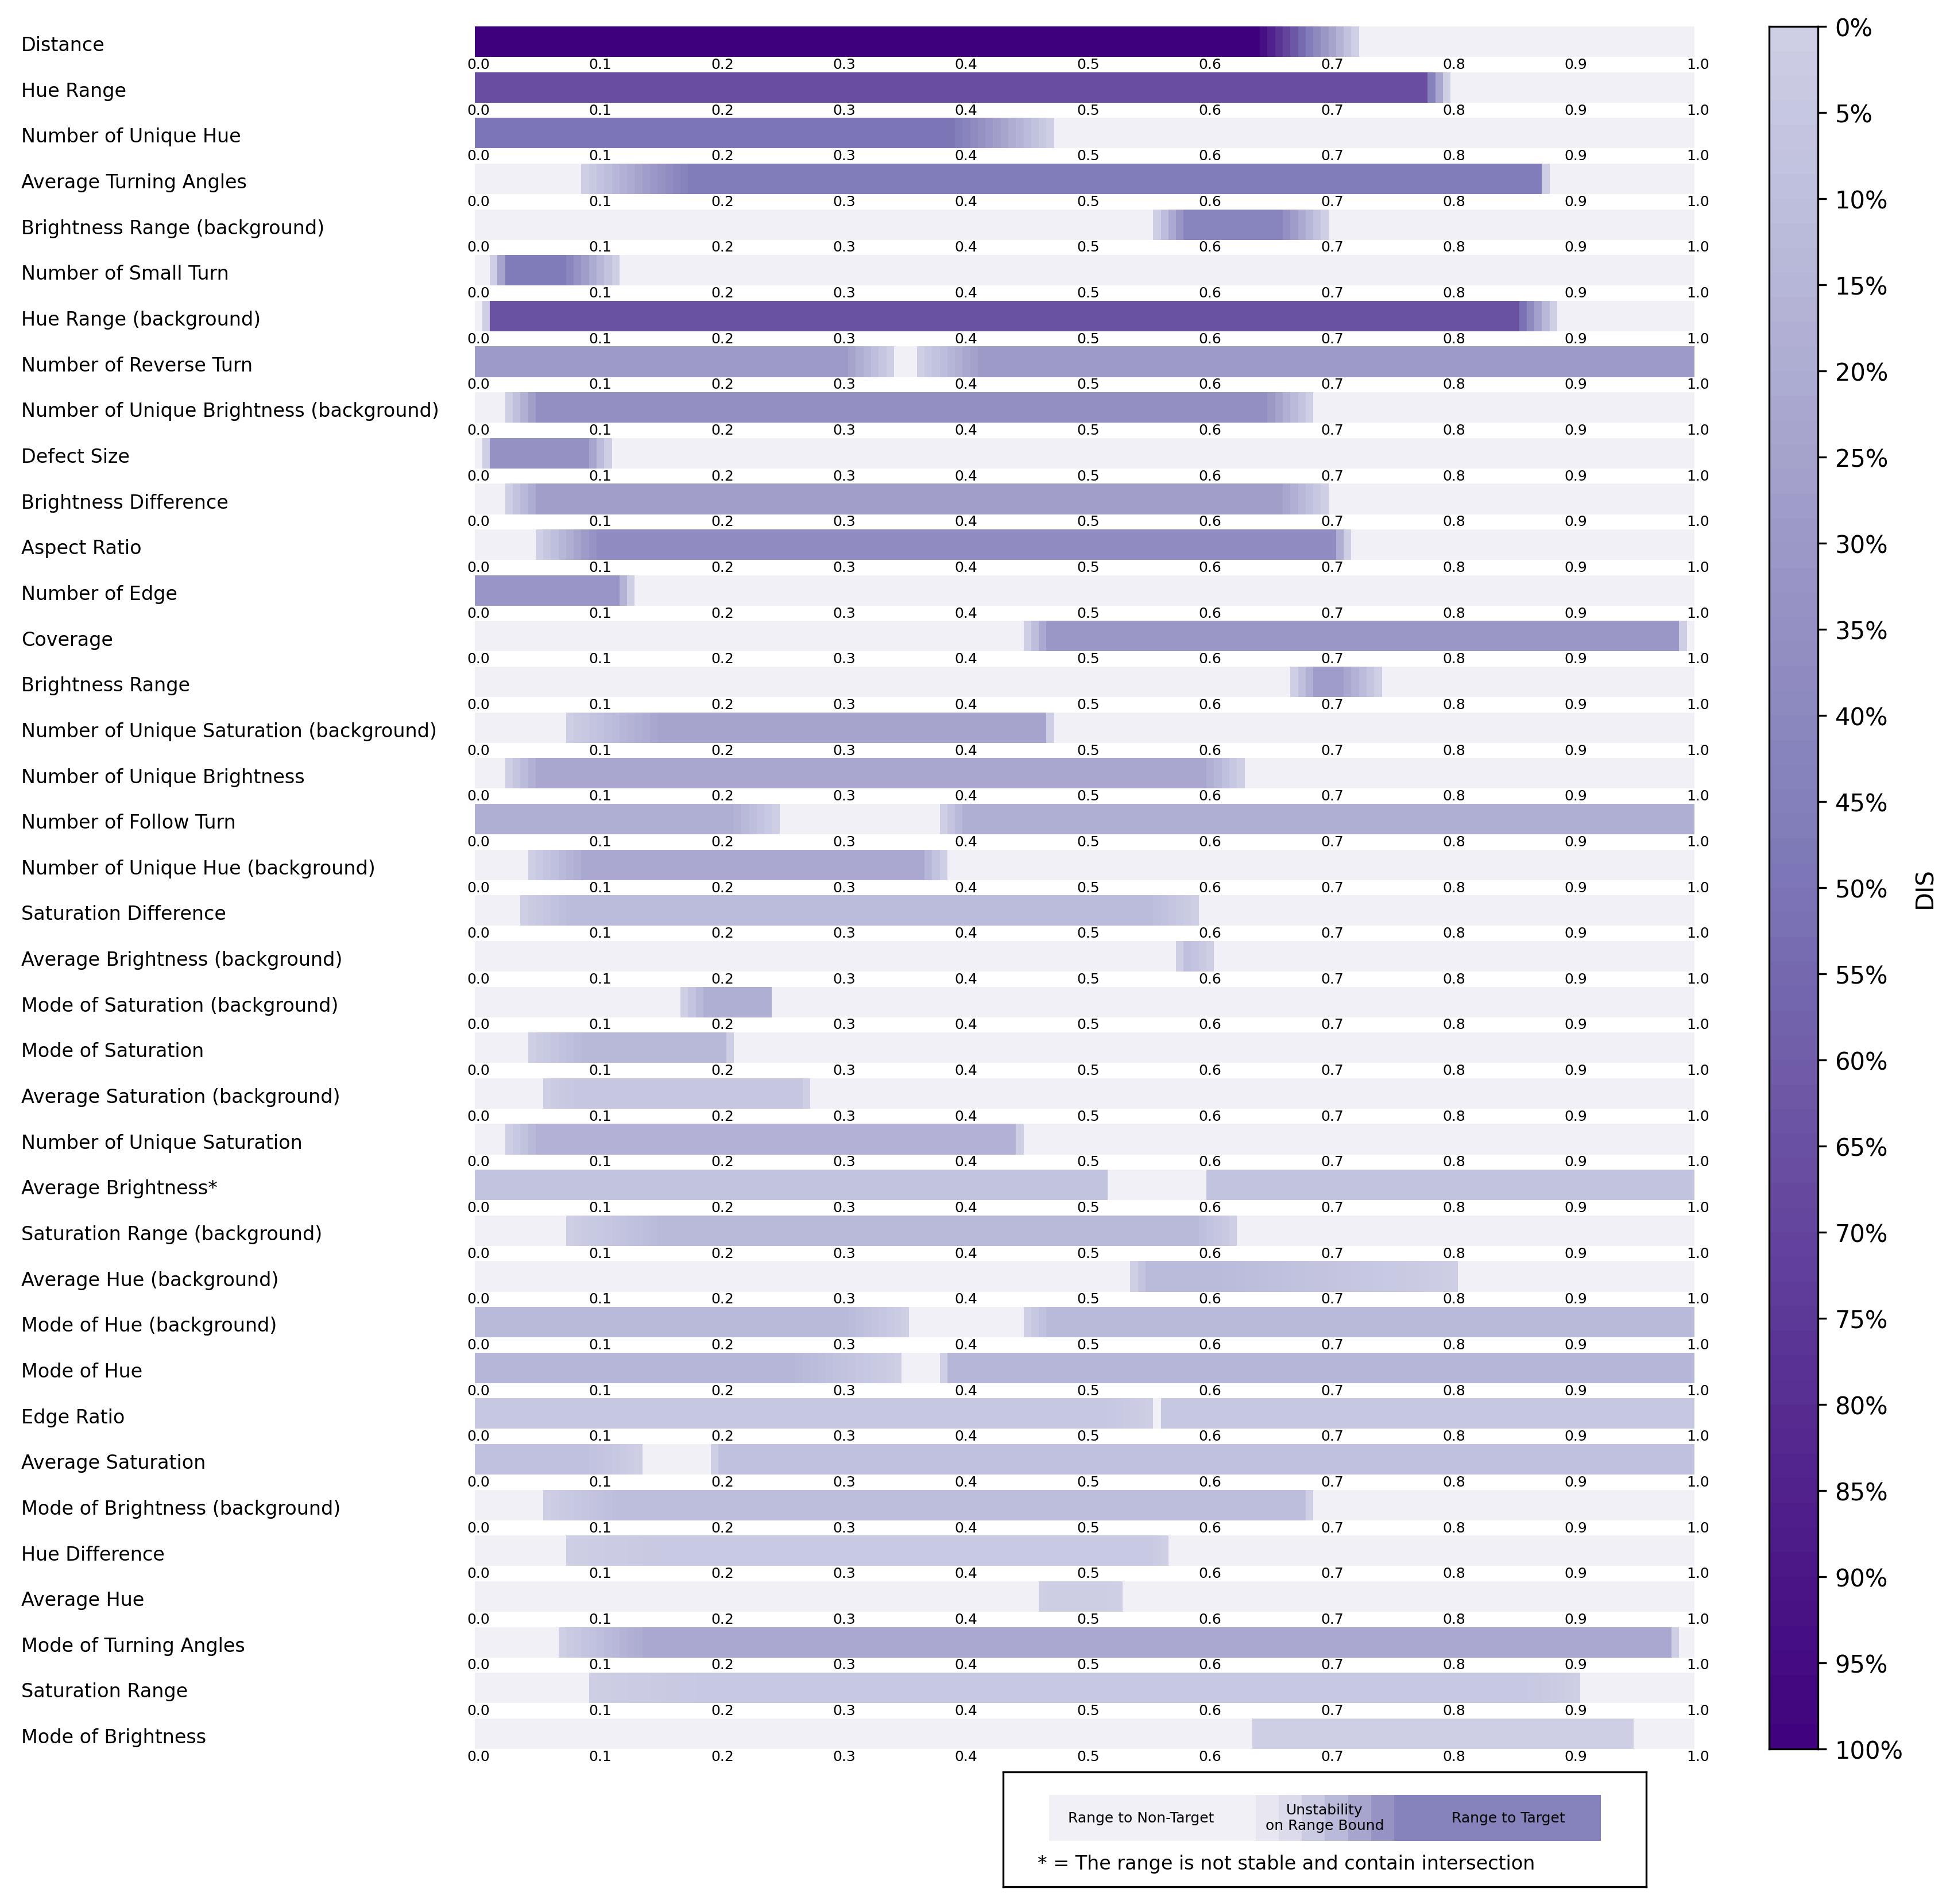 Distance
0.0 0.1 0.2 0.3 0.4 0.5 0.6 0.7 0.8 0.9 1.0
Hue Range
0.0 0.1 0.2 0.3 0.4 0.5 0.6 0.7 0.8 0.9 1.0
Number of Unique Hue
0.0 0.1 0.2 0.3 0.4 0.5 0.6 0.7 0.8 0.9 1.0
Average Turning Angles
0.0 0.1 0.2 0.3 0.4 0.5 0.6 0.7 0.8 0.9 1.0
Brightness Range (background)
0.0 0.1 0.2 0.3 0.4 0.5 0.6 0.7 0.8 0.9 1.0
Number of Small Turn
0.0 0.1 0.2 0.3 0.4 0.5 0.6 0.7 0.8 0.9 1.0
Hue Range (background)
0.0 0.1 0.2 0.3 0.4 0.5 0.6 0.7 0.8 0.9 1.0
Number of Reverse Turn
0.0 0.1 0.2 0.3 0.4 0.5 0.6 0.7 0.8 0.9 1.0
Number of Unique Brightness (background)
0.0 0.1 0.2 0.3 0.4 0.5 0.6 0.7 0.8 0.9 1.0
Defect Size
0.0 0.1 0.2 0.3 0.4 0.5 0.6 0.7 0.8 0.9 1.0
Brightness Difference
0.0 0.1 0.2 0.3 0.4 0.5 0.6 0.7 0.8 0.9 1.0
Aspect Ratio
0.0 0.1 0.2 0.3 0.4 0.5 0.6 0.7 0.8 0.9 1.0
Number of Edge
0.0 0.1 0.2 0.3 0.4 0.5 0.6 0.7 0.8 0.9 1.0
Coverage
0.0 0.1 0.2 0.3 0.4 0.5 0.6 0.7 0.8 0.9 1.0
Brightness Range
0.0 0.1 0.2 0.3 0.4 0.5 0.6 0.7 0.8 0.9 1.0
Number of Unique Saturation (background)
0.0 0.1 0.2 0.3 0.4 0.5 0.6 0.7 0.8 0.9 1.0
Number of Unique Brightness
0.0 0.1 0.2 0.3 0.4 0.5 0.6 0.7 0.8 0.9 1.0
Number of Follow Turn
0.0 0.1 0.2 0.3 0.4 0.5 0.6 0.7 0.8 0.9 1.0
Number of Unique Hue (background)
0.0 0.1 0.2 0.3 0.4 0.5 0.6 0.7 0.8 0.9 1.0
Saturation Difference
0.0 0.1 0.2 0.3 0.4 0.5 0.6 0.7 0.8 0.9 1.0
Average Brightness (background)
0.0 0.1 0.2 0.3 0.4 0.5 0.6 0.7 0.8 0.9 1.0
Mode of Saturation (background)
0.0 0.1 0.2 0.3 0.4 0.5 0.6 0.7 0.8 0.9 1.0
Mode of Saturation
0.0 0.1 0.2 0.3 0.4 0.5 0.6 0.7 0.8 0.9 1.0
Average Saturation (background)
0.0 0.1 0.2 0.3 0.4 0.5 0.6 0.7 0.8 0.9 1.0
Number of Unique Saturation
0.0 0.1 0.2 0.3 0.4 0.5 0.6 0.7 0.8 0.9 1.0
Average Brightness*
0.0 0.1 0.2 0.3 0.4 0.5 0.6 0.7 0.8 0.9 1.0
Saturation Range (background)
0.0 0.1 0.2 0.3 0.4 0.5 0.6 0.7 0.8 0.9 1.0
Average Hue (background)
0.0 0.1 0.2 0.3 0.4 0.5 0.6 0.7 0.8 0.9 1.0
Mode of Hue (background)
0.0 0.1 0.2 0.3 0.4 0.5 0.6 0.7 0.8 0.9 1.0
Mode of Hue
0.0 0.1 0.2 0.3 0.4 0.5 0.6 0.7 0.8 0.9 1.0
Edge Ratio
0.0 0.1 0.2 0.3 0.4 0.5 0.6 0.7 0.8 0.9 1.0
Average Saturation
0.0 0.1 0.2 0.3 0.4 0.5 0.6 0.7 0.8 0.9 1.0
Mode of Brightness (background)
0.0 0.1 0.2 0.3 0.4 0.5 0.6 0.7 0.8 0.9 1.0
Hue Difference
0.0 0.1 0.2 0.3 0.4 0.5 0.6 0.7 0.8 0.9 1.0
Average Hue
0.0 0.1 0.2 0.3 0.4 0.5 0.6 0.7 0.8 0.9 1.0
Mode of Turning Angles
0.0 0.1 0.2 0.3 0.4 0.5 0.6 0.7 0.8 0.9 1.0
Saturation Range
0.0 0.1 0.2 0.3 0.4 0.5 0.6 0.7 0.8 0.9 1.0
Mode of Brightness
0.0 0.1 0.2 0.3 0.4 0.5 0.6 0.7 0.8 0.9 1.0
0%
5%
10%
15%
20%
25%
30%
35%
40%
45%
50%
55%
60%
65%
70%
75%
80%
85%
90%
95%
100%
DIS
Range to Non-Target
Unstability
on Range Bound
Range to Target
* = The range is not stable and contain intersection